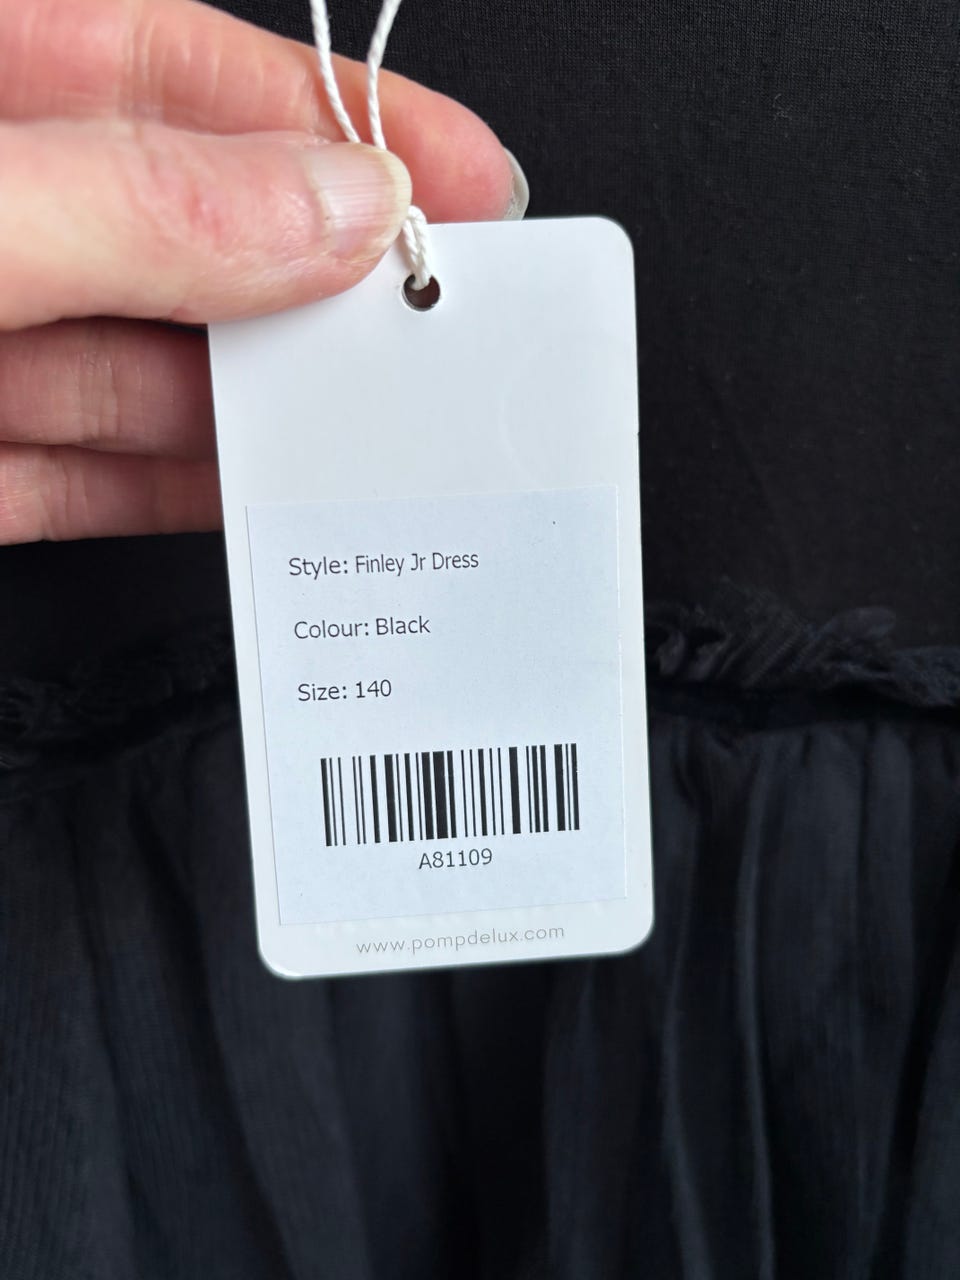 Style: Finley Jr Dress
Colour: Black
Size: 140
A81109
www.pompdelux.com